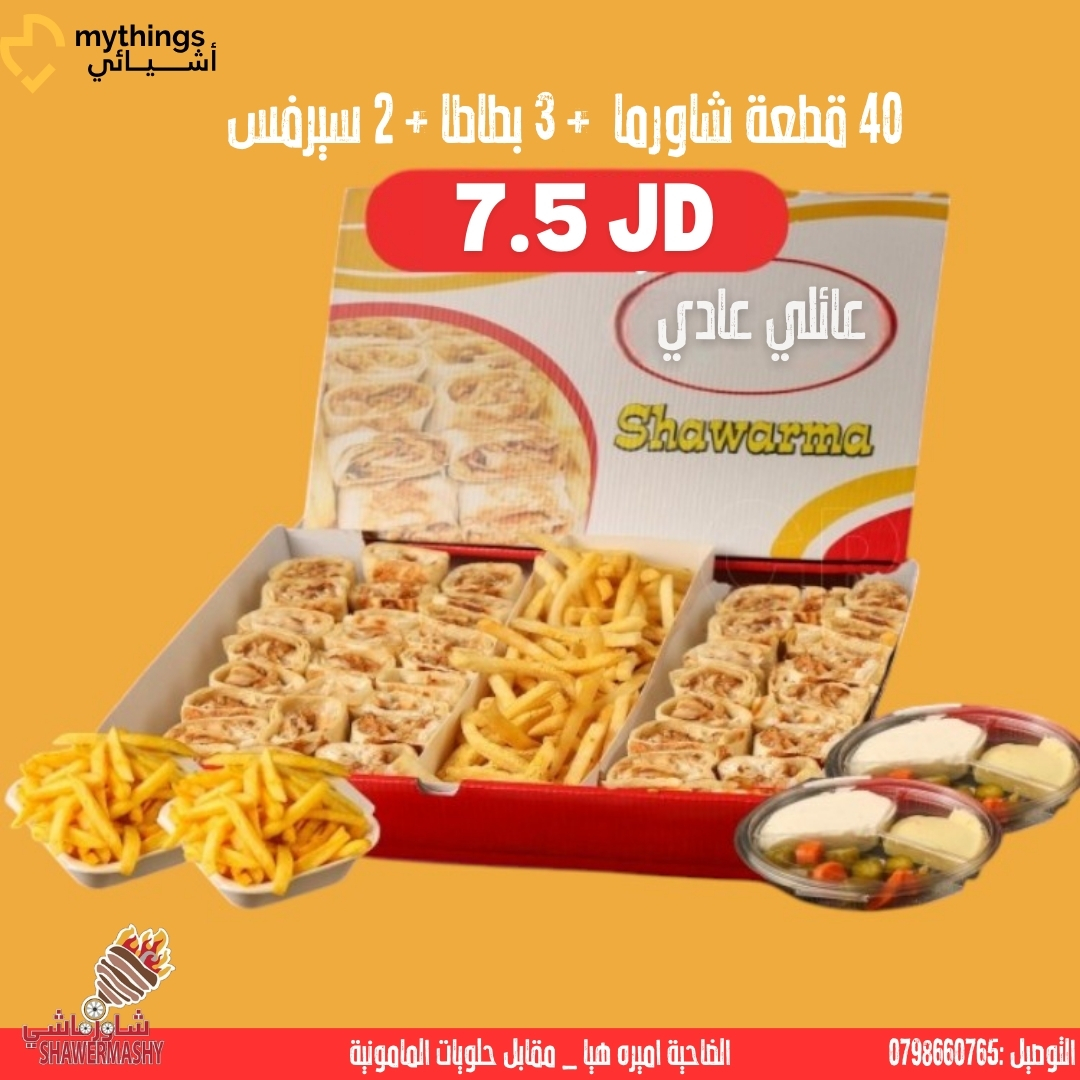 mythings
أشيائي
40 قطعة شاورما + 3 بطاطا + 2 سيرفس
7.5 JD
عائلي عادي
Shawarma
شاورماشي
SHAWERMASHY
الضاحية اميره هيا _ مقابل حلويات المامونية
التوصيل :0798660765